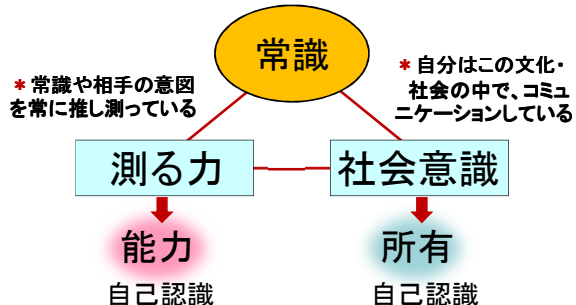 常識
＊常識や相手の意図
を常に推し測っている
＊自分はこの文化・
社会の中で、コミュ
ニケーションしている
測る力
社会意識
能力
所有
自己認識
自己認識